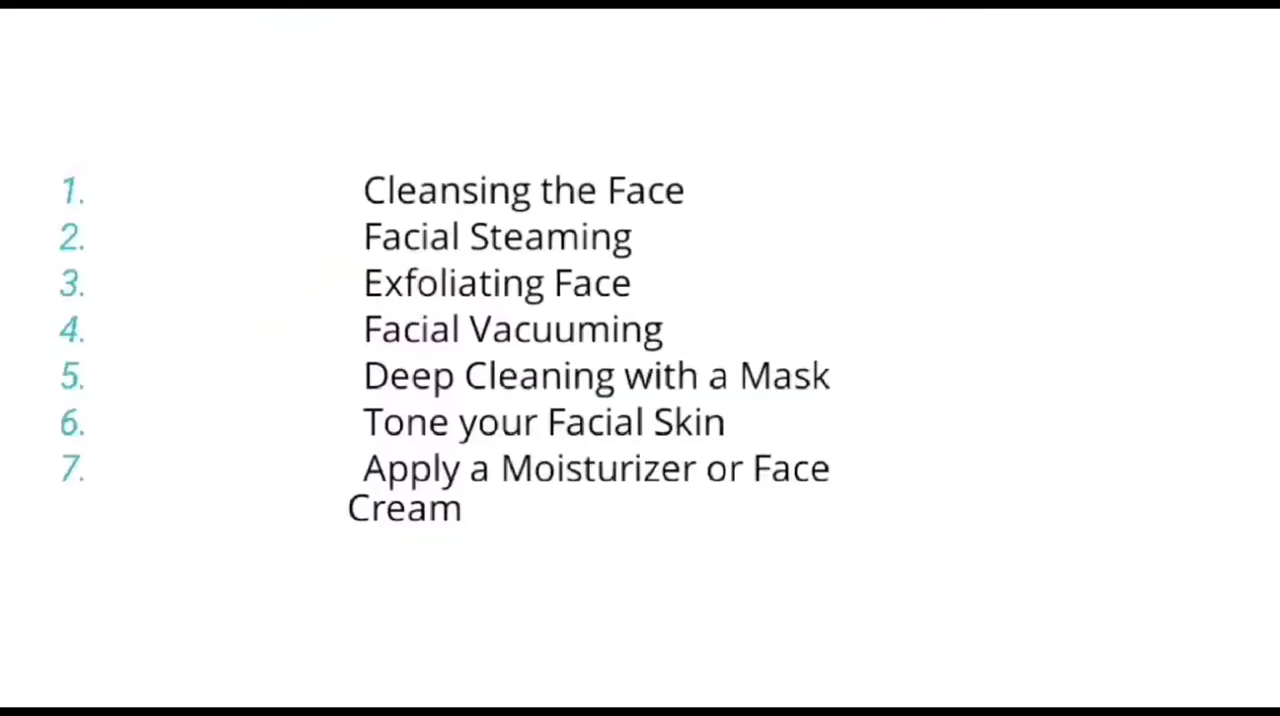 1. Cleansing the Face
2. Facial Steaming
3. Exfoliating Face
4. Facial Vacuuming
5. Deep Cleaning with a Mask
6. Tone your Facial Skin
7. Apply a Moisturizer or Face
Cream